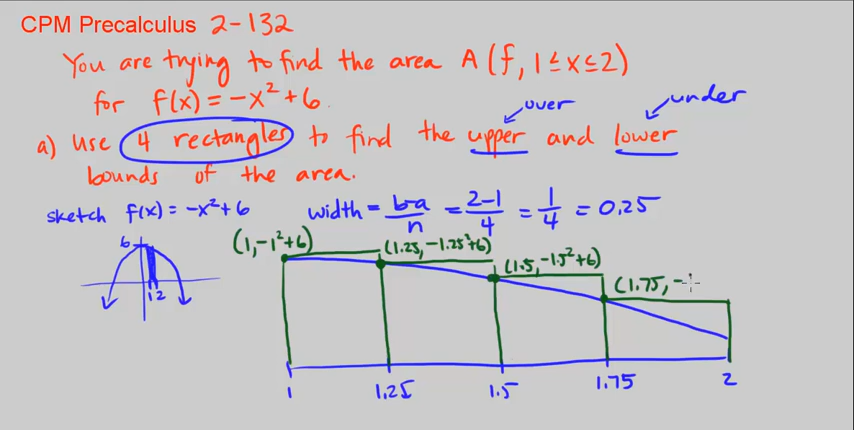 CPM Precalculus 2-132
You are trying to find the area A (f, 1≤x≤2)
for f(x) = -x²+6.
over under
a) Use 4 rectangles to find the upper and lower
bounds of the area.
sketch f(x) = -x²+6 width = b-a/n = 2-1/4 = 1/4 = 0.25
6
(1, -1²+6) (1.25, -1.25²+6) (1.5, -1.5²+6) (1.75, -
1 2
1 1.25 1.5 1.75 2